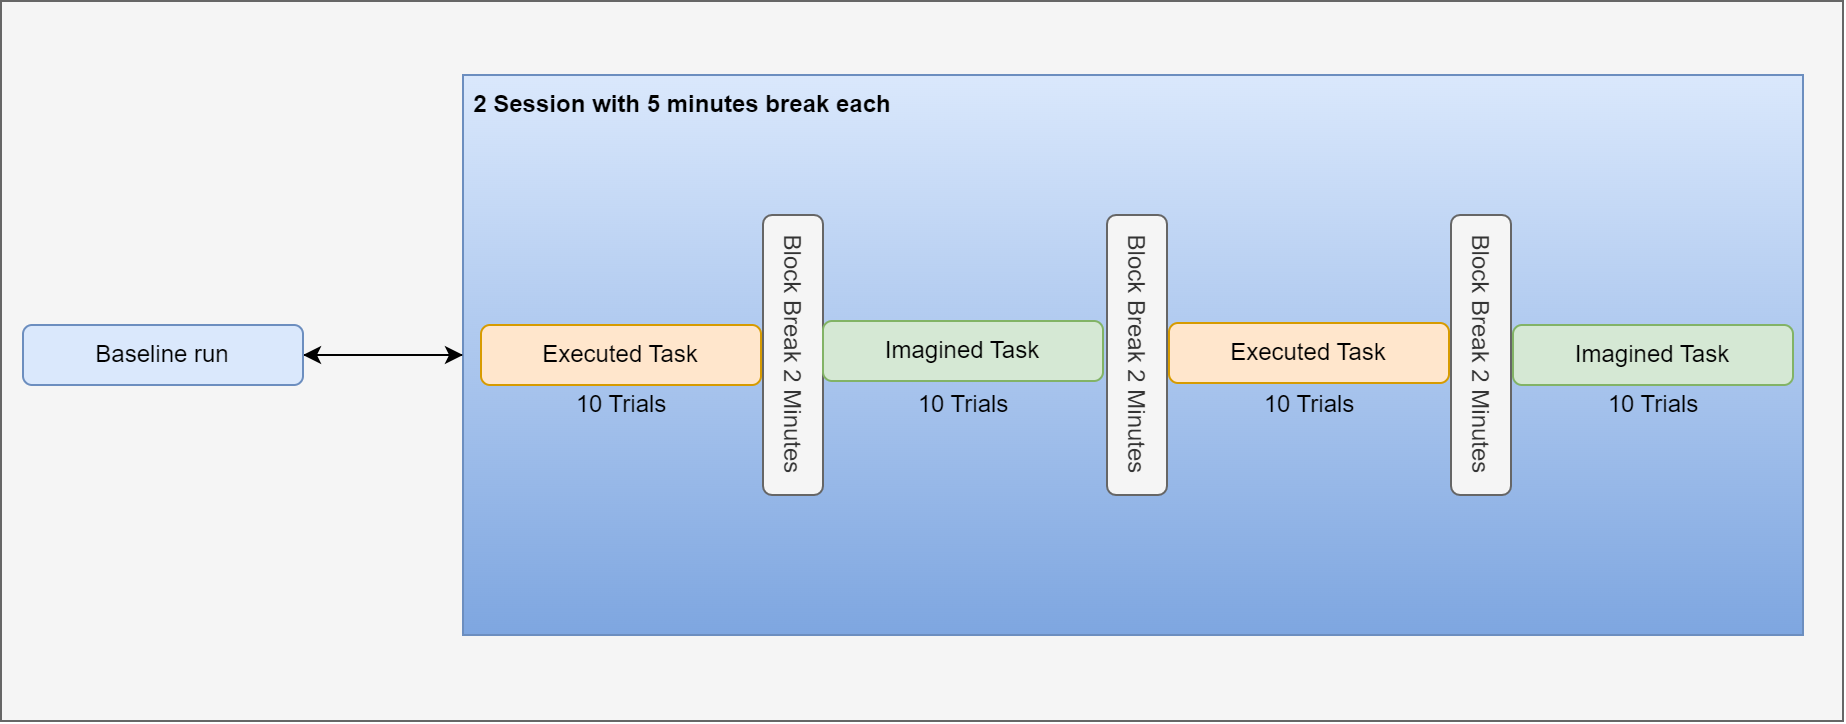 2 Session with 5 minutes break each
Baseline run
Executed Task
10 Trials
Block Break 2 Minutes
Imagined Task
10 Trials
Block Break 2 Minutes
Executed Task
10 Trials
Block Break 2 Minutes
Imagined Task
10 Trials